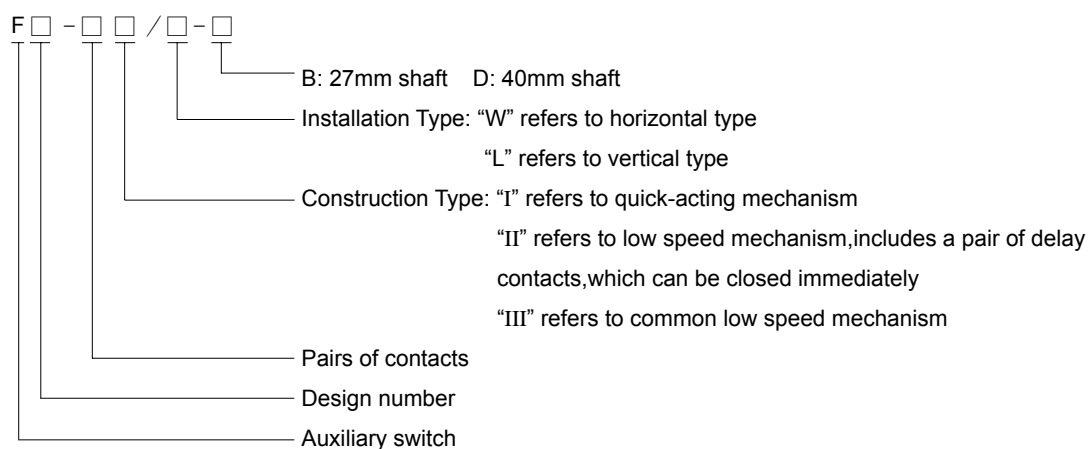 F□-□□/□-□
B: 27mm shaft D: 40mm shaft
Installation Type: “W” refers to horizontal type
“L” refers to vertical type
Construction Type: “I” refers to quick-acting mechanism
“II” refers to low speed mechanism,includes a pair of delay
contacts,which can be closed immediately
“III” refers to common low speed mechanism
Pairs of contacts
Design number
Auxiliary switch